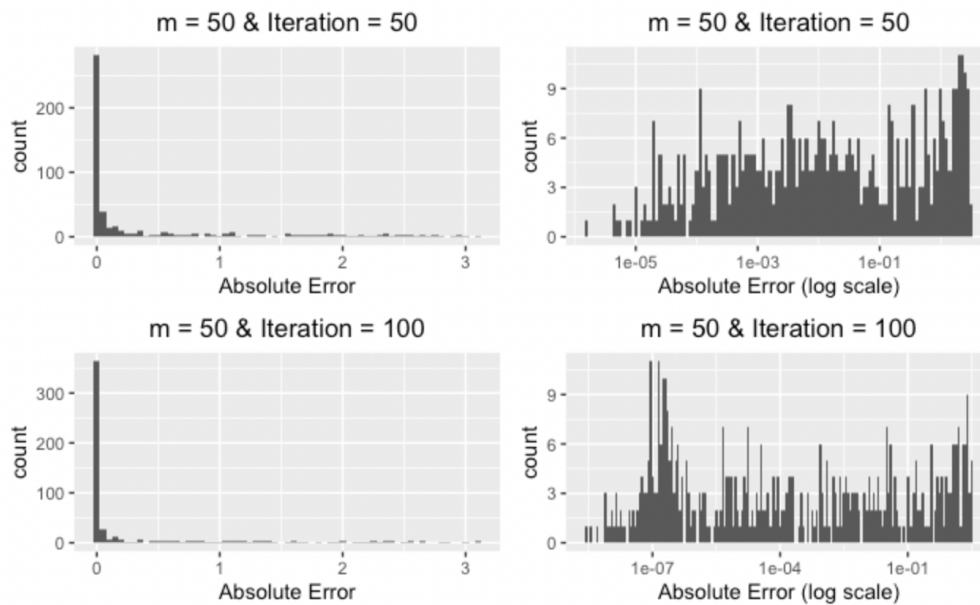 m = 50 & Iteration = 50
count
200
100
0
0 1 2 3
Absolute Error
m = 50 & Iteration = 50
count
9
6
3
0
1e-05 1e-03 1e-01
Absolute Error (log scale)
m = 50 & Iteration = 100
count
300
200
100
0
0 1 2 3
Absolute Error
m = 50 & Iteration = 100
count
9
6
3
0
1e-07 1e-04 1e-01
Absolute Error (log scale)